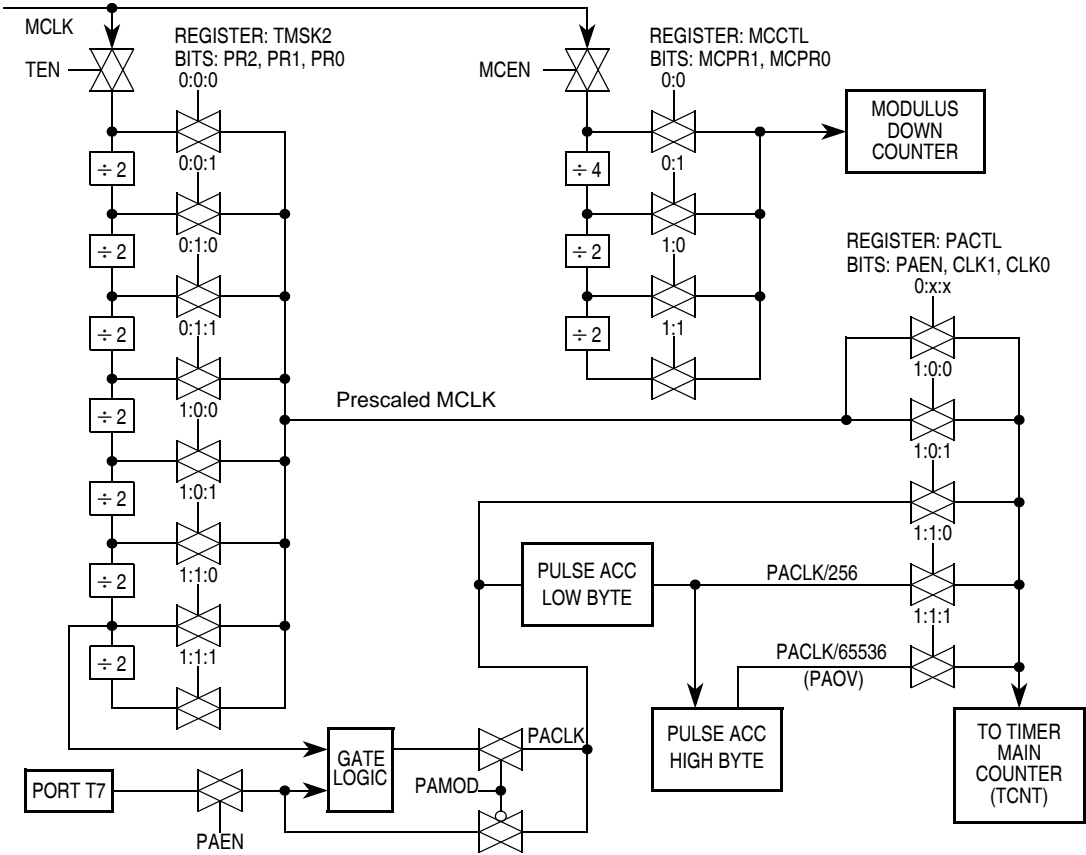 MCLK
TEN
REGISTER: TMSK2
BITS: PR2, PR1, PR0
0:0:0
0:0:1
0:1:0
0:1:1
1:0:0
1:0:1
1:1:0
1:1:1
÷ 2
÷ 2
÷ 2
÷ 2
÷ 2
÷ 2
÷ 2
MCEN
REGISTER: MCCTL
BITS: MCPR1, MCPR0
0:0
0:1
1:0
1:1
÷ 4
÷ 2
÷ 2
MODULUS
DOWN
COUNTER
REGISTER: PACTL
BITS: PAEN, CLK1, CLK0
0:x:x
1:0:0
1:0:1
1:1:0
1:1:1
Prescaled MCLK
PULSE ACC
LOW BYTE
PACLK/256
PACLK/65536
(PAOV)
PULSE ACC
HIGH BYTE
TO TIMER
MAIN
COUNTER
(TCNT)
PORT T7
PAEN
GATE
LOGIC
PACLK
PAMOD